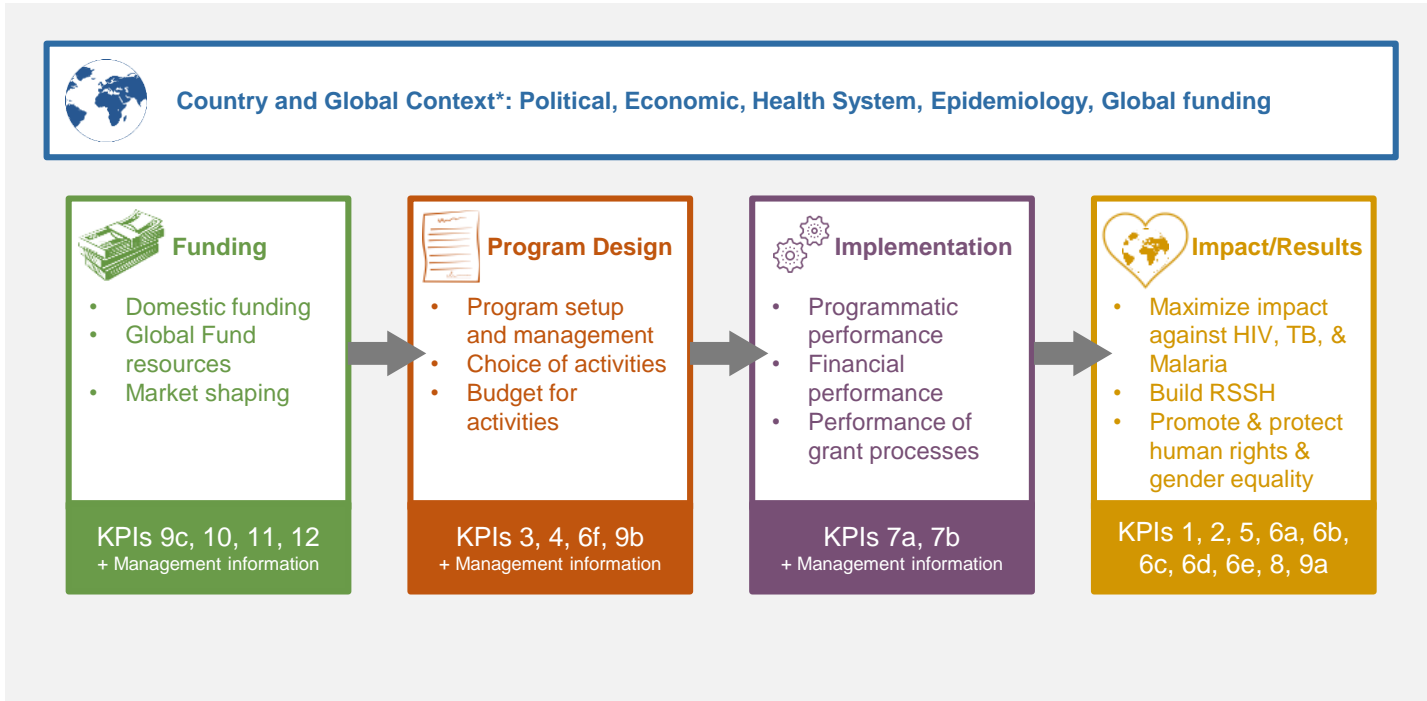 Country and Global Context*: Political, Economic, Health System, Epidemiology, Global funding
Funding
• Domestic funding
• Global Fund
resources
• Market shaping
KPIs 9c, 10, 11, 12
+ Management information
Program Design
• Program setup
and management
• Choice of activities
• Budget for
activities
KPIs 3, 4, 6f, 9b
+ Management information
Implementation
• Programmatic
performance
• Financial
performance
• Performance of
grant processes
KPIs 7a, 7b
+ Management information
Impact/Results
• Maximize impact
against HIV, TB, &
Malaria
• Build RSSH
• Promote & protect
human rights &
gender equality
KPIs 1, 2, 5, 6a, 6b,
6c, 6d, 6e, 8, 9a